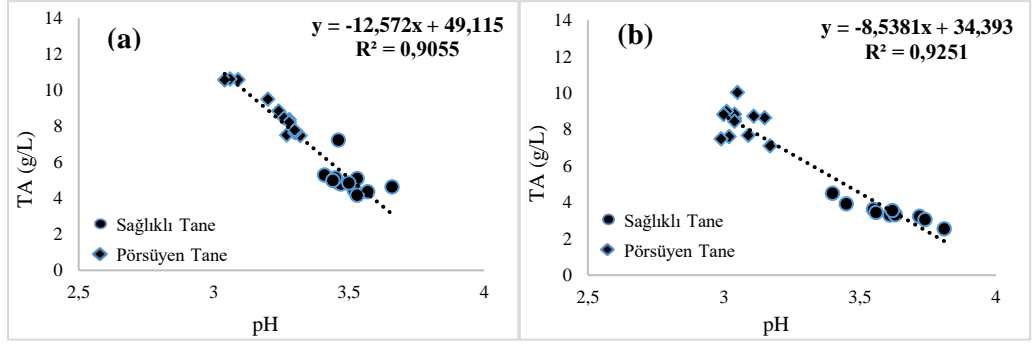 (a)
y = -12,572x + 49,115
R² = 0,9055
14
12
10
8
6
4
2
0
TA (g/L)
Sağlıklı Tane
Pörsüyen Tane
2,5 3 3,5 4
pH
(b)
y = -8,5381x + 34,393
R² = 0,9251
14
12
10
8
6
4
2
0
TA (g/L)
Sağlıklı Tane
Pörsüyen Tane
2,5 3 3,5 4
pH